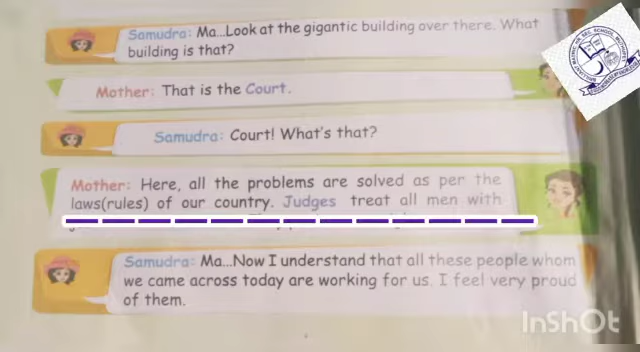 Samudra: Ma...Look at the gigantic building over there. What
building is that?
Mother: That is the Court.
Samudra: Court! What's that?
Mother: Here, all the problems are solved as per the
laws(rules) of our country. Judges treat all men with
Samudra: Ma...Now I understand that all these people whom
we came across today are working for us. I feel very proud
of them.
InShOt